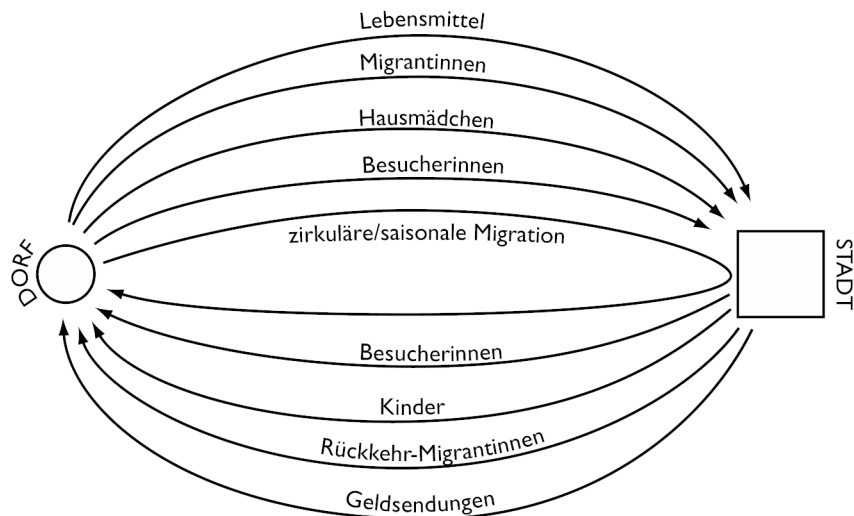 Lebensmittel
Migrantinnen
Hausmädchen
Besucherinnen
zirkuläre/saisonale Migration
DORF
STADT
Besucherinnen
Kinder
Rückkehr-Migrantinnen
Geldsendungen